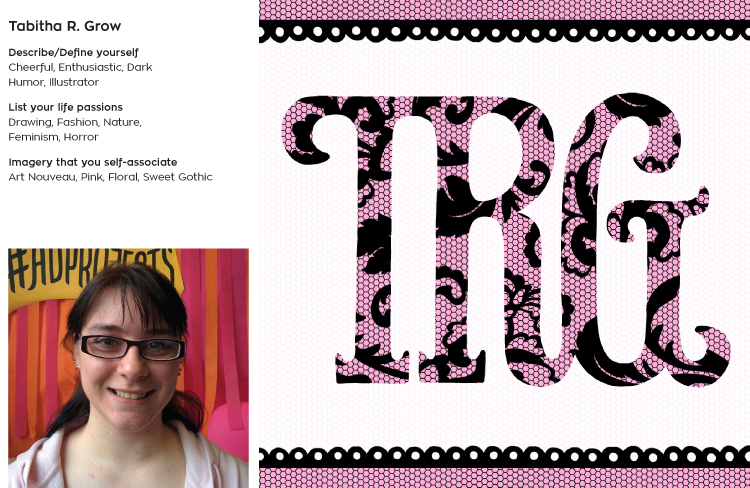 Tabitha R. Grow
Describe/Define yourself
Cheerful, Enthusiastic, Dark
Humor, Illustrator
List your life passions
Drawing, Fashion, Nature,
Feminism, Horror
Imagery that you self-associate
Art Nouveau, Pink, Floral, Sweet Gothic
#ADPROJECTS
TRG